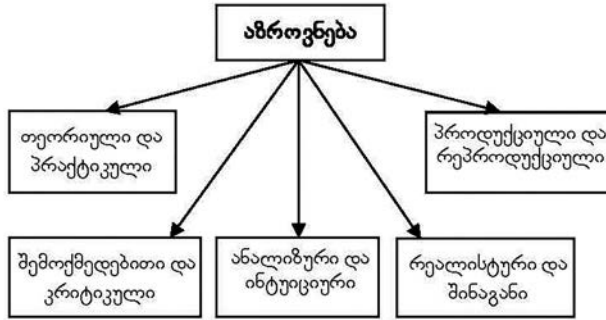 აზროვნება
თეორიული და
პრაქტიკული
პროდუქციული და
რეპროდუქციული
შემოქმედებითი და
კრიტიკული
ანალიზური და
ინტუიციური
რეალისტური და
შინაგანი